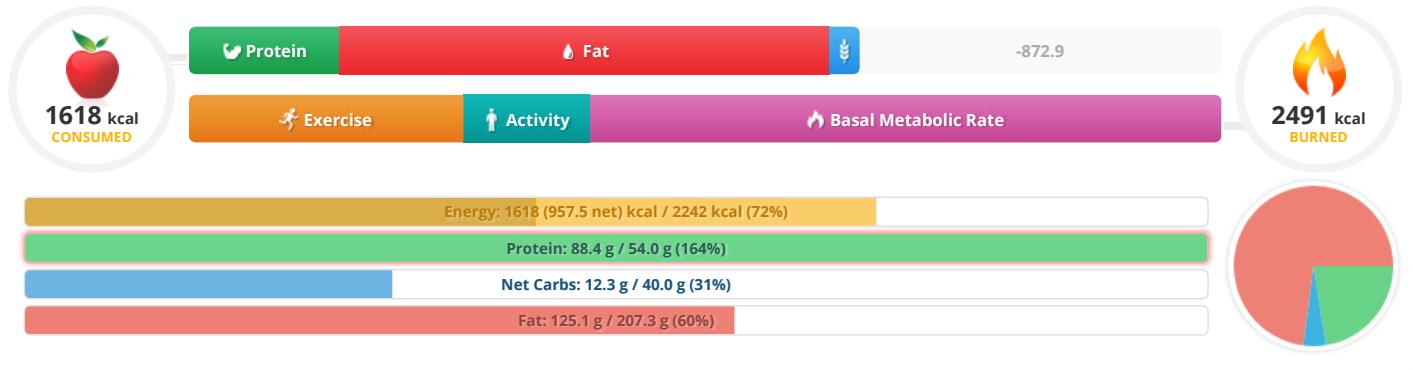 1618 kcal
CONSUMED
Protein
Fat
-872.9
Exercise
Activity
Basal Metabolic Rate
2491 kcal
BURNED
Energy: 1618 (957.5 net) kcal / 2242 kcal (72%)
Protein: 88.4 g / 54.0 g (164%)
Net Carbs: 12.3 g / 40.0 g (31%)
Fat: 125.1 g / 207.3 g (60%)